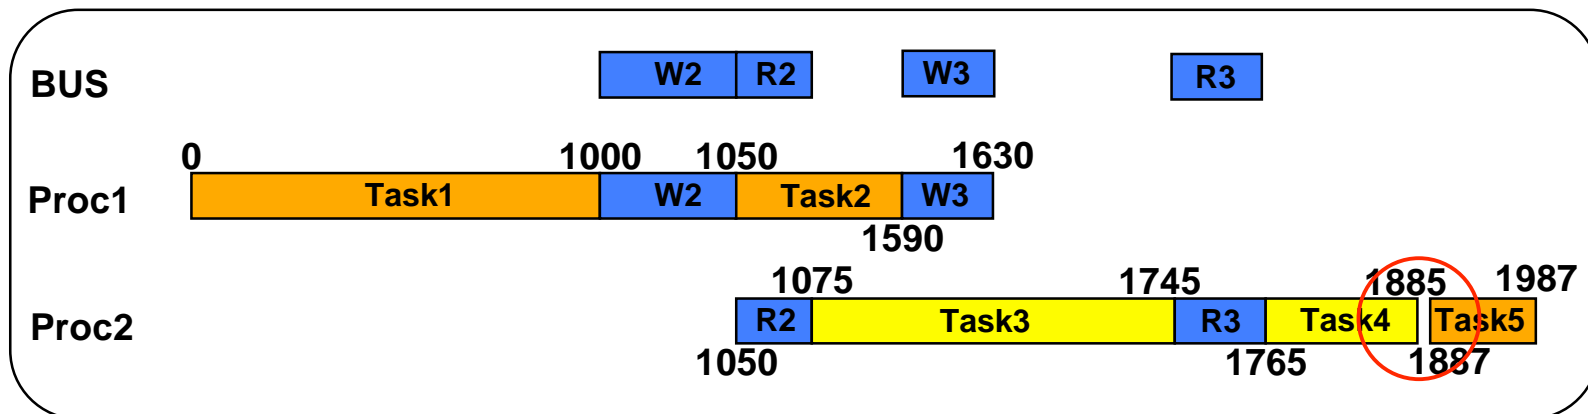 BUS W2 R2 W3 R3
0 1000 1050 1630
Proc1 Task1 W2 Task2 W3
1590
1075 1745 1885 1987
Proc2 R2 Task3 R3 Task4 Task5
1050 1765 1887